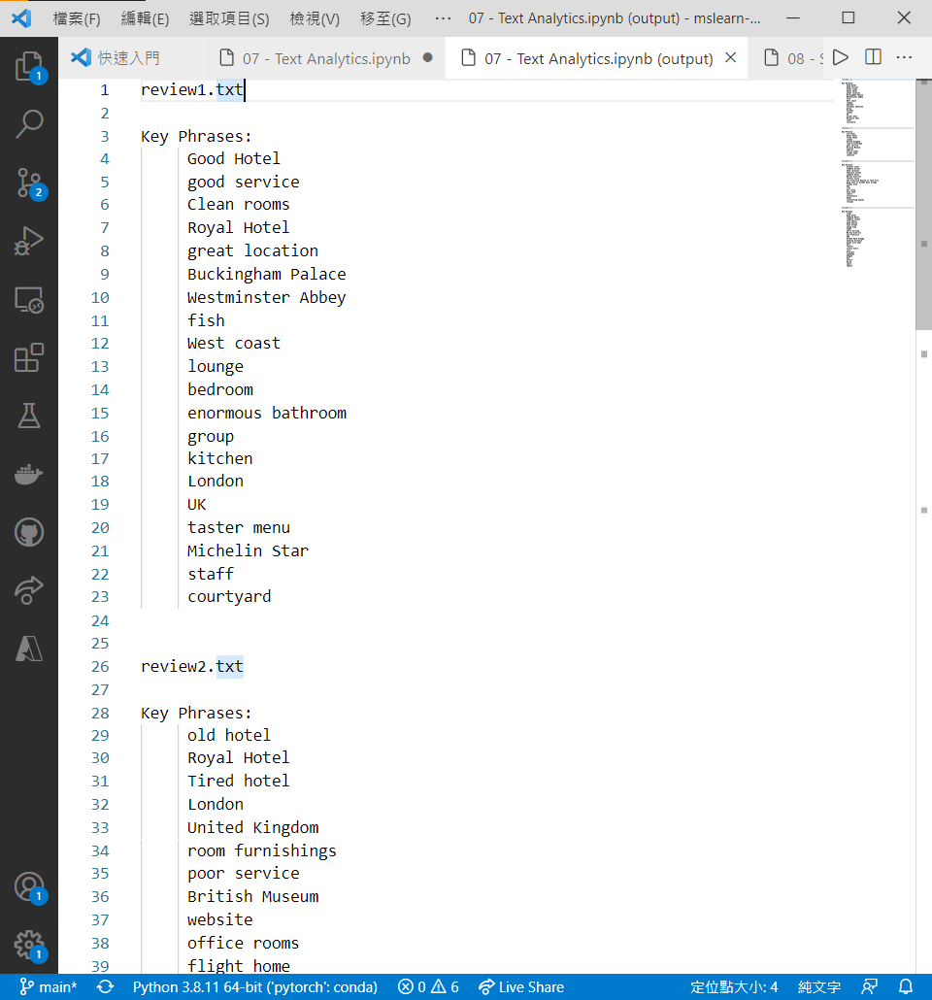 檔案(F) 編輯(E) 選取項目(S) 檢視(V) 移至(G) ··· 07 - Text Analytics.ipynb (output) - mslearn-...
快速入門 07 - Text Analytics.ipynb 07 - Text Analytics.ipynb (output) 08 - S
1 review1.txt
2
3 Key Phrases:
4 Good Hotel
5 good service
6 Clean rooms
7 Royal Hotel
8 great location
9 Buckingham Palace
10 Westminster Abbey
11 fish
12 West coast
13 lounge
14 bedroom
15 enormous bathroom
16 group
17 kitchen
18 London
19 UK
20 taster menu
21 Michelin Star
22 staff
23 courtyard
24
25
26 review2.txt
27
28 Key Phrases:
29 old hotel
30 Royal Hotel
31 Tired hotel
32 London
33 United Kingdom
34 room furnishings
35 poor service
36 British Museum
37 website
38 office rooms
39 flight home
1
2
1
1
main* Python 3.8.11 64-bit ('pytorch': conda) 0 6 Live Share 定位點大小: 4 純文字